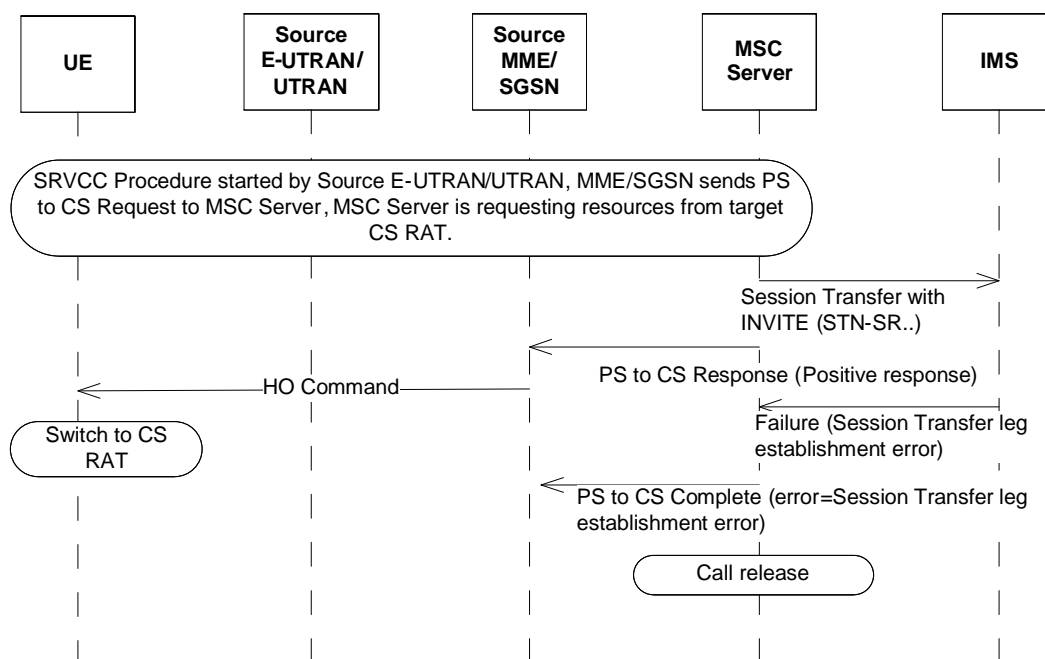 UE
Source
E-UTRAN/
UTRAN
Source
MME/
SGSN
MSC
Server
IMS
SRVCC Procedure started by Source E-UTRAN/UTRAN, MME/SGSN sends PS
to CS Request to MSC Server, MSC Server is requesting resources from target
CS RAT.
Session Transfer with
INVITE (STN-SR..)
PS to CS Response (Positive response)
HO Command
Failure (Session Transfer leg
establishment error)
Switch to CS
RAT
PS to CS Complete (error=Session Transfer leg
establishment error)
Call release